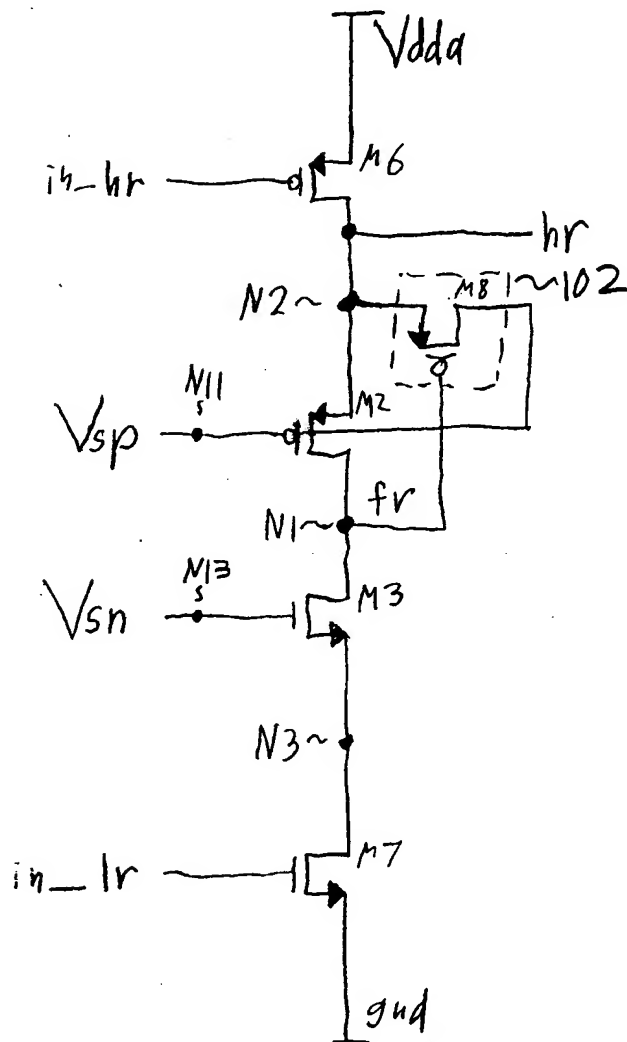 Vdda
M6
in_hr
hr
M8
~102
N2~
N11
M2
Vsp
fr
N1~
N13
M3
Vsn
N3~
M7
in_lr
gnd